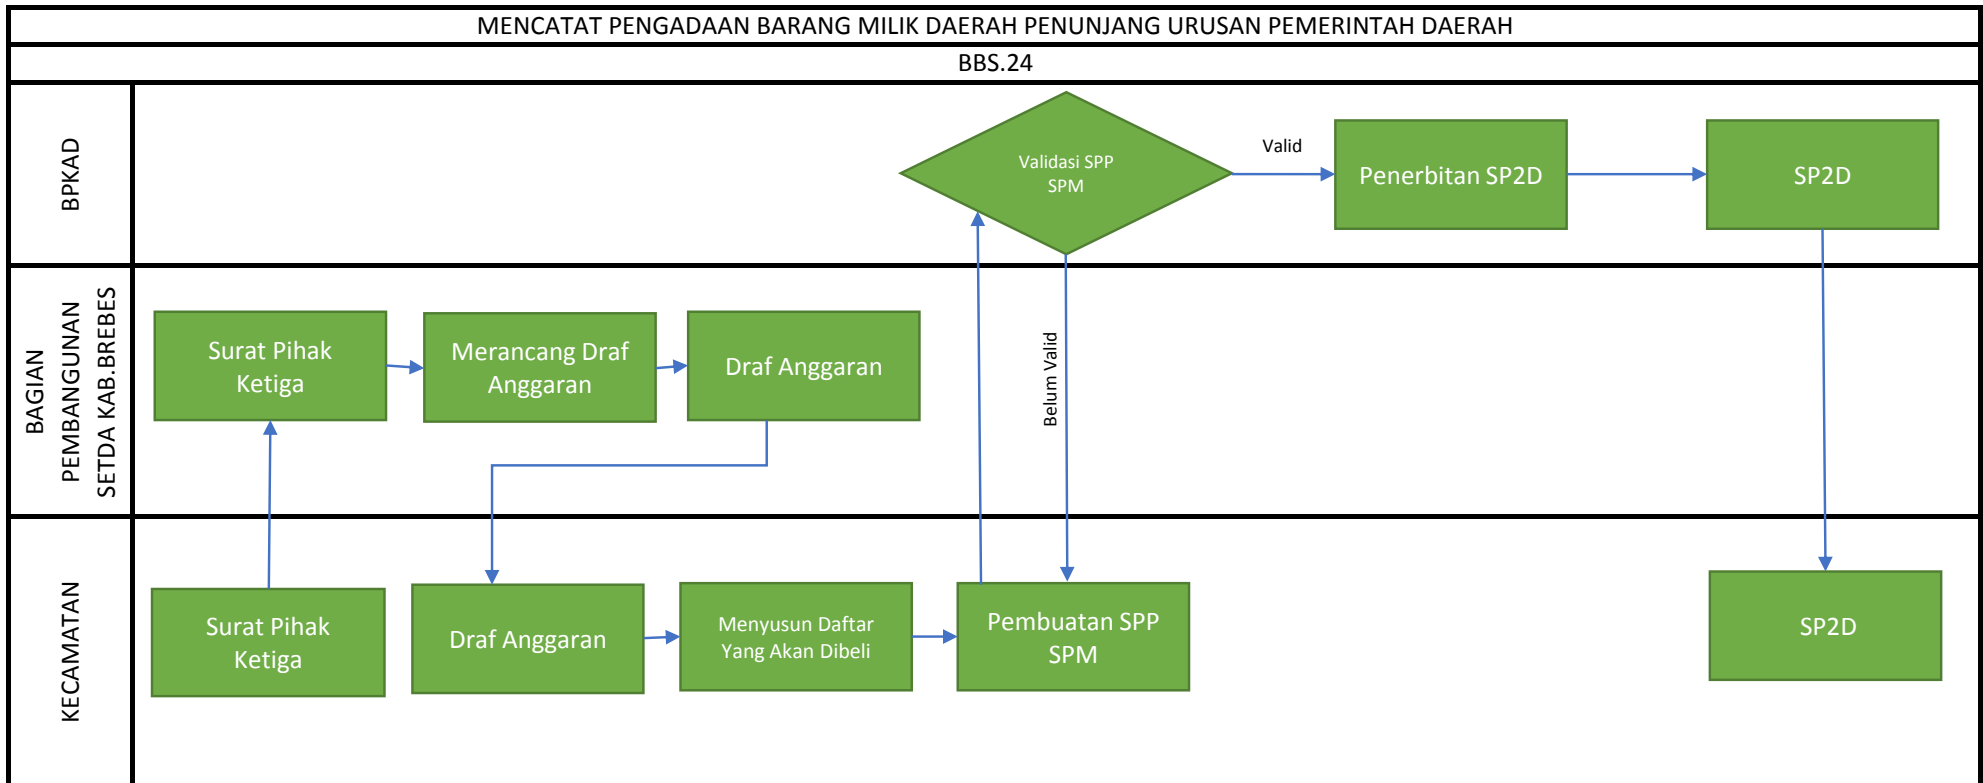 MENCATAT PENGADAAN BARANG MILIK DAERAH PENUNJANG URUSAN PEMERINTAH DAERAH
BBS.24
BPKAD
Validasi SPP
SPM
Valid
Penerbitan SP2D
SP2D
BAGIAN
PEMBANGUNAN
SETDA KAB.BREBES
Surat Pihak
Ketiga
Merancang Draf
Anggaran
Draf Anggaran
Belum Valid
KECAMATAN
Surat Pihak
Ketiga
Draf Anggaran
Menyusun Daftar
Yang Akan Dibeli
Pembuatan SPP
SPM
SP2D